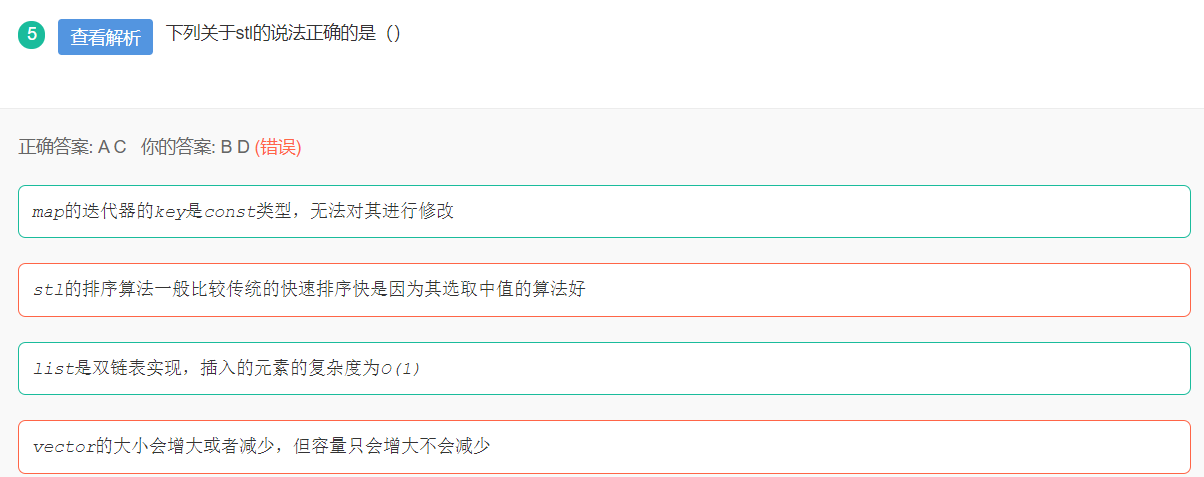 5 查看解析 下列关于stl的说法正确的是（）
正确答案: A C 你的答案: B D (错误)
map的迭代器的key是const类型，无法对其进行修改
stl的排序算法一般比较传统的快速排序快是因为其选取中值的算法好
list是双链表实现，插入的元素的复杂度为O(1)
vector的大小会增大或者减少，但容量只会增大不会减少